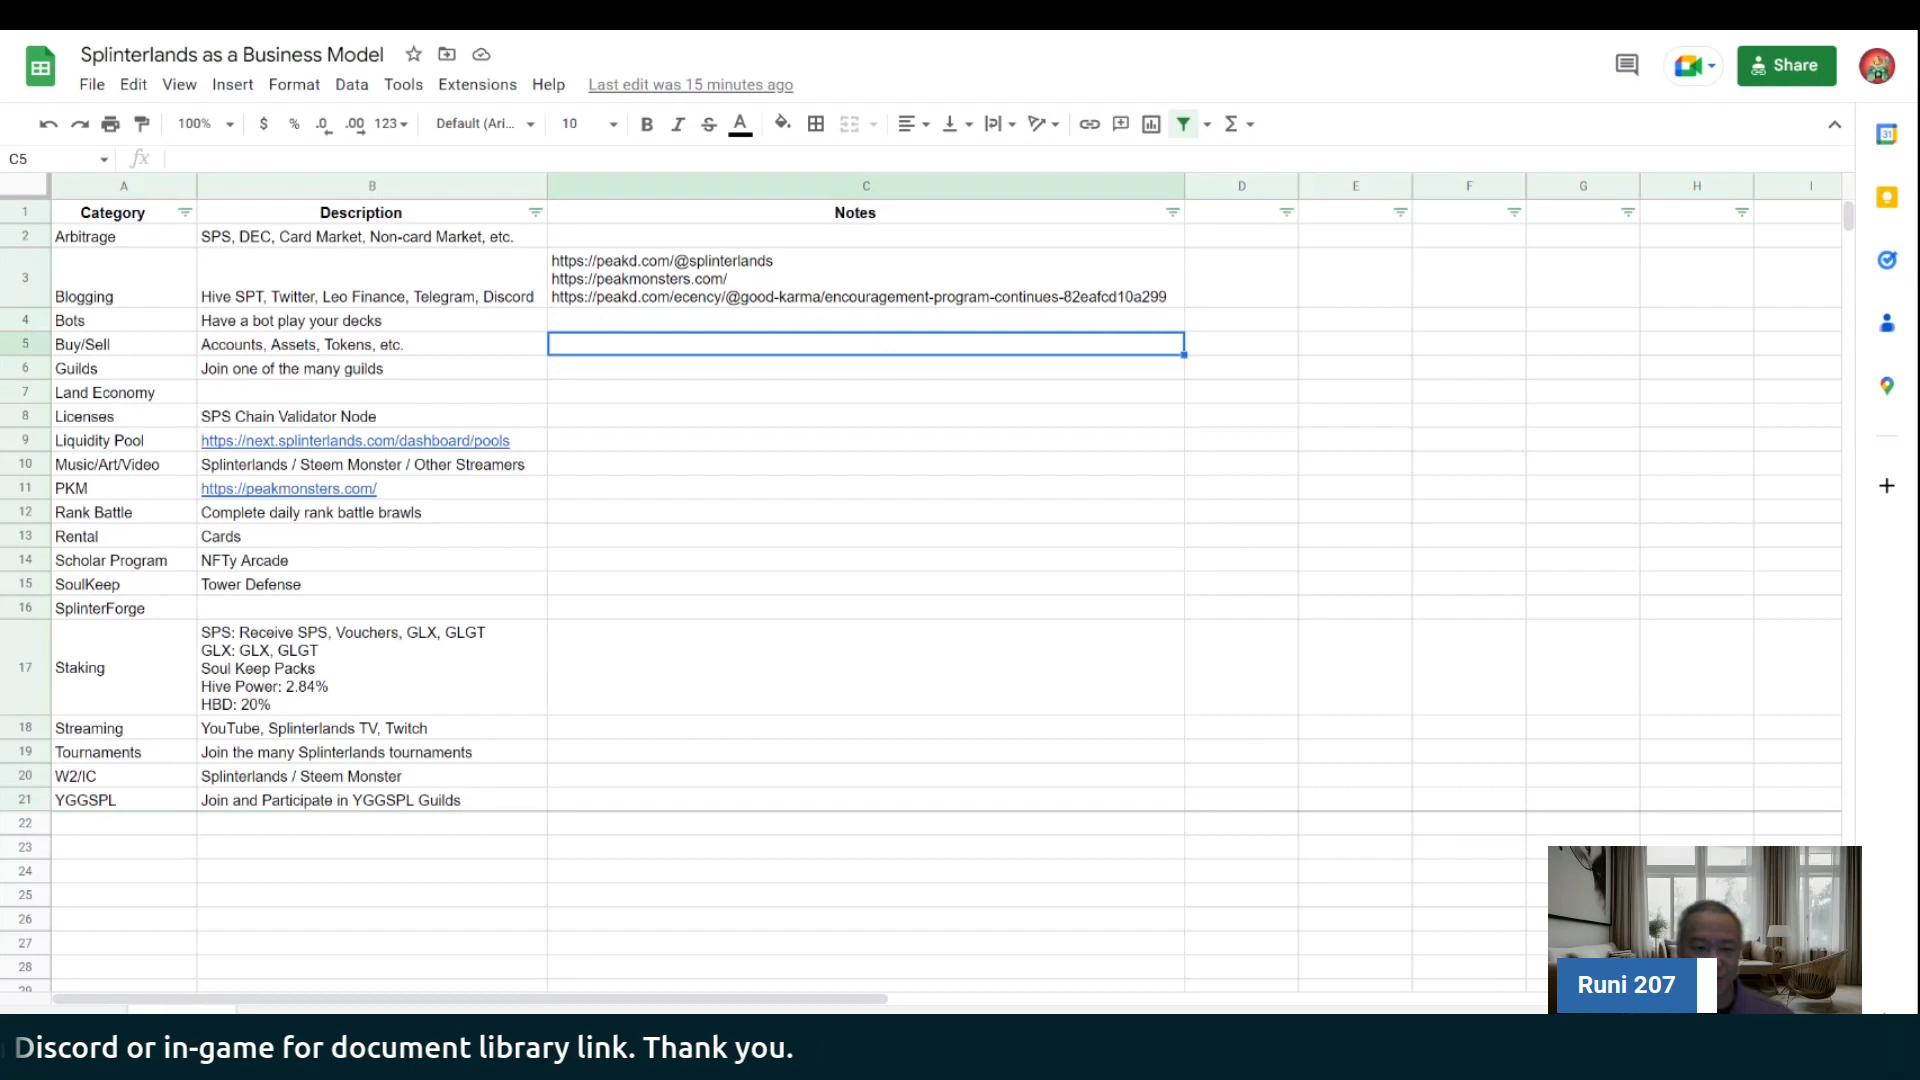 Splinterlands as a Business Model
File Edit View Insert Format Data Tools Extensions Help Last edit was 15 minutes ago
Share
100% $ % .0 .00 123 Default (Ari... 10 B I S A Σ
31
C5 fx
A B C D E F G H I
1 Category Description Notes
2 Arbitrage SPS, DEC, Card Market, Non-card Market, etc.
https://peakd.com/@splinterlands
3 https://peakmonsters.com/
Blogging Hive SPT, Twitter, Leo Finance, Telegram, Discord https://peakd.com/ecency/@good-karma/encouragement-program-continues-82eafcd10a299
4 Bots Have a bot play your decks
5 Buy/Sell Accounts, Assets, Tokens, etc.
6 Guilds Join one of the many guilds
7 Land Economy
8 Licenses SPS Chain Validator Node
9 Liquidity Pool https://next.splinterlands.com/dashboard/pools
10 Music/Art/Video Splinterlands / Steem Monster / Other Streamers
11 PKM https://peakmonsters.com/
12 Rank Battle Complete daily rank battle brawls
13 Rental Cards
14 Scholar Program NFTy Arcade
15 SoulKeep Tower Defense
16 SplinterForge
SPS: Receive SPS, Vouchers, GLX, GLGT
GLX: GLX, GLGT
17 Staking Soul Keep Packs
Hive Power: 2.84%
HBD: 20%
18 Streaming YouTube, Splinterlands TV, Twitch
19 Tournaments Join the many Splinterlands tournaments
20 W2/IC Splinterlands / Steem Monster
21 YGGSPL Join and Participate in YGGSPL Guilds
22
23
24
25
26
27
28
29
Runi 207
Discord or in-game for document library link. Thank you.